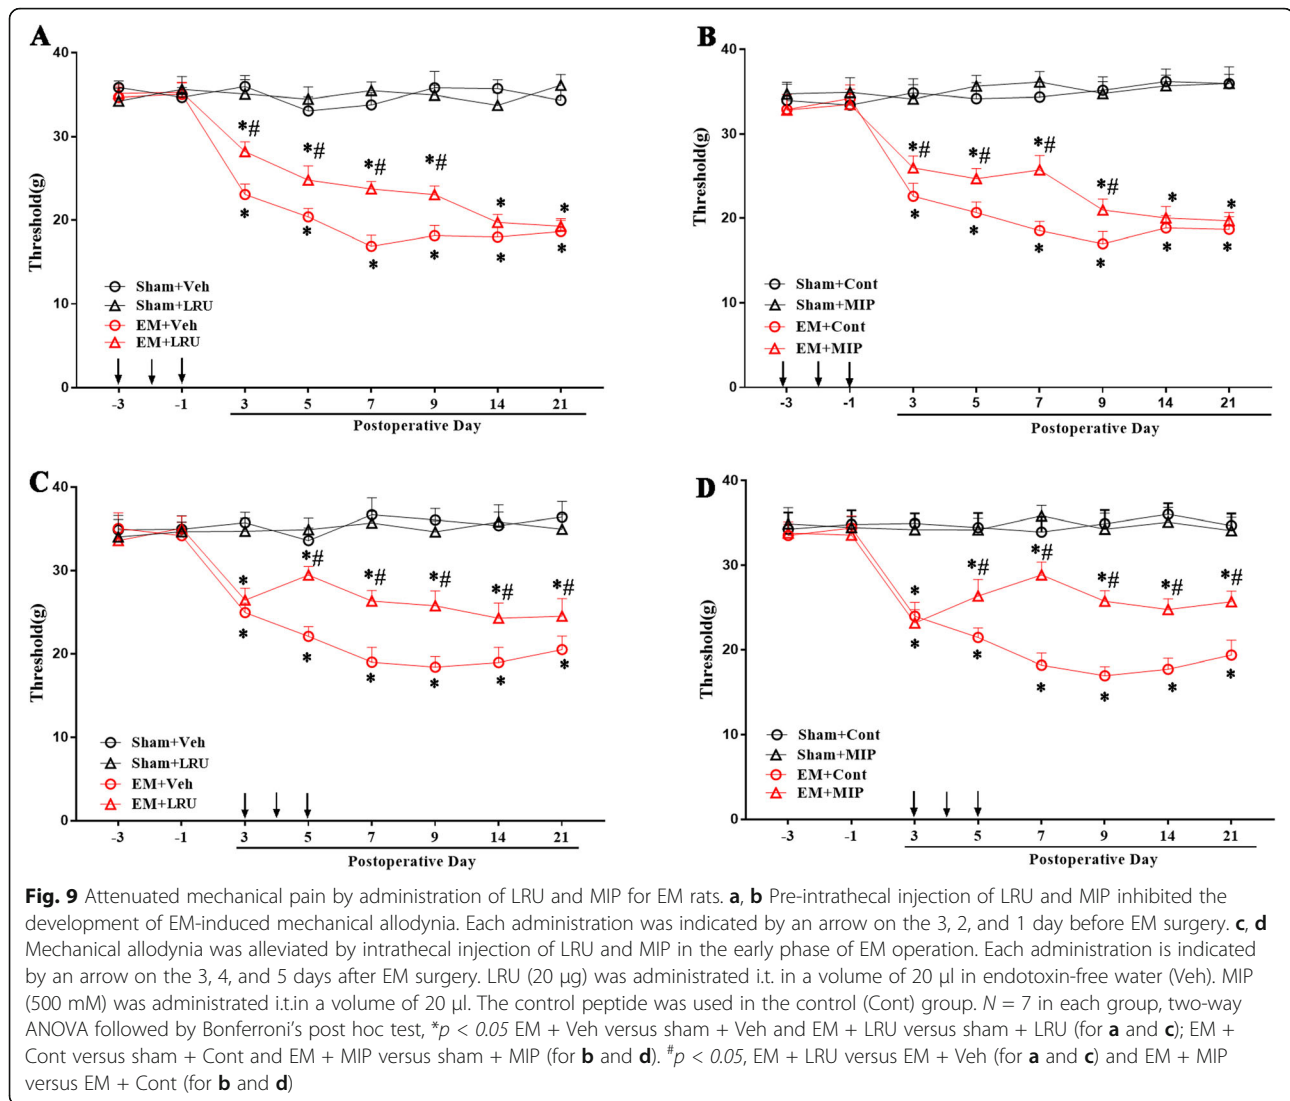 A
40
30
20
10
0
Threshold(g)
*# *# *# *# * *
* * * * * *
Sham+Veh
Sham+LRU
EM+Veh
EM+LRU
-3 -1 3 5 7 9 14 21
Postoperative Day
B
40
30
20
10
0
Threshold(g)
*# *# *# *# * *
* * * * * *
Sham+Cont
Sham+MIP
EM+Cont
EM+MIP
-3 -1 3 5 7 9 14 21
Postoperative Day
C
40
30
20
10
0
Threshold(g)
* *# *# *# *# *#
* * * * * *
Sham+Veh
Sham+LRU
EM+Veh
EM+LRU
-3 -1 3 5 7 9 14 21
Postoperative Day
D
40
30
20
10
0
Threshold(g)
* *# *# *# *# *#
* * * * * *
Sham+Cont
Sham+MIP
EM+Cont
EM+MIP
-3 -1 3 5 7 9 14 21
Postoperative Day
Fig. 9 Attenuated mechanical pain by administration of LRU and MIP for EM rats. a, b Pre-intrathecal injection of LRU and MIP inhibited the
development of EM-induced mechanical allodynia. Each administration was indicated by an arrow on the 3, 2, and 1 day before EM surgery. c, d
Mechanical allodynia was alleviated by intrathecal injection of LRU and MIP in the early phase of EM operation. Each administration is indicated
by an arrow on the 3, 4, and 5 days after EM surgery. LRU (20 μg) was administrated i.t. in a volume of 20 μl in endotoxin-free water (Veh). MIP
(500 mM) was administrated i.t.in a volume of 20 μl. The control peptide was used in the control (Cont) group. N = 7 in each group, two-way
ANOVA followed by Bonferroni's post hoc test, *p < 0.05 EM + Veh versus sham + Veh and EM + LRU versus sham + LRU (for a and c); EM +
Cont versus sham + Cont and EM + MIP versus sham + MIP (for b and d). #p < 0.05, EM + LRU versus EM + Veh (for a and c) and EM + MIP
versus EM + Cont (for b and d)